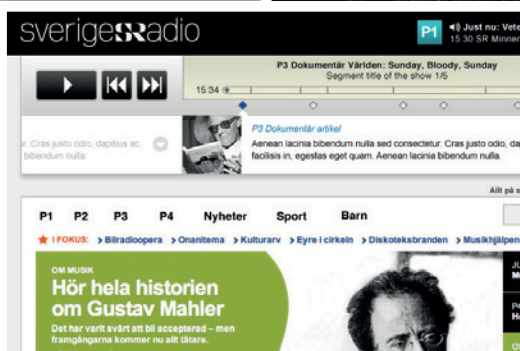 sverigesradio
P1
Just nu: Vete
15:30 SR Minnen
P3 Dokumentär Världen: Sunday, Bloody, Sunday
Segment title of the show 1/5
15:34
P3 Dokumentär artikel
r. Cras justo odio, dapibus ac
bibendum nulla.
Aenean lacinia bibendum nulla sed consectetur. Cras justo odio, da
facilisis in, egestas eget quam. Aenean lacinia bibendum nulla.
Allt på s
P1 P2 P3 P4 Nyheter Sport Barn
I FOKUS: Bilradioopera Onanitema Kulturarv Eyre i cirkeln Diskoteksbranden Musikhjälpen
OM MUSIK
Hör hela historien
om Gustav Mahler
Det har varit svårt att bli accepterad – men
framgångarna kommer nu allt tätare.
JU
M
P4
H